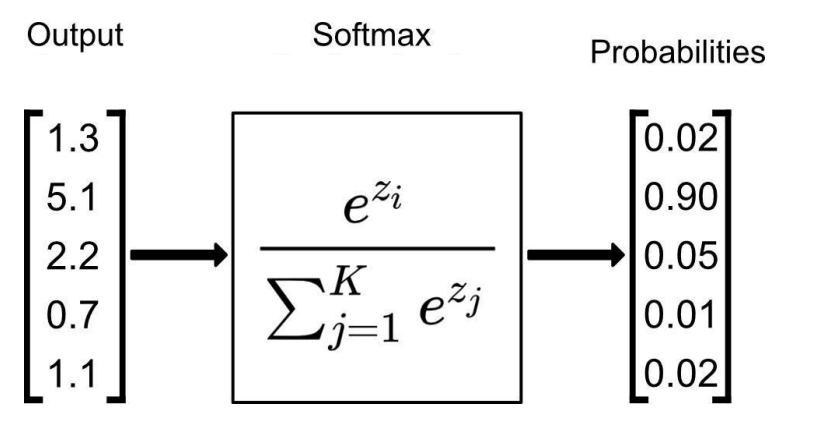 Output
Softmax
Probabilities
1.3
5.1
2.2
0.7
1.1
e^{z_i}
∑_{j=1}^{K} e^{z_j}
0.02
0.90
0.05
0.01
0.02